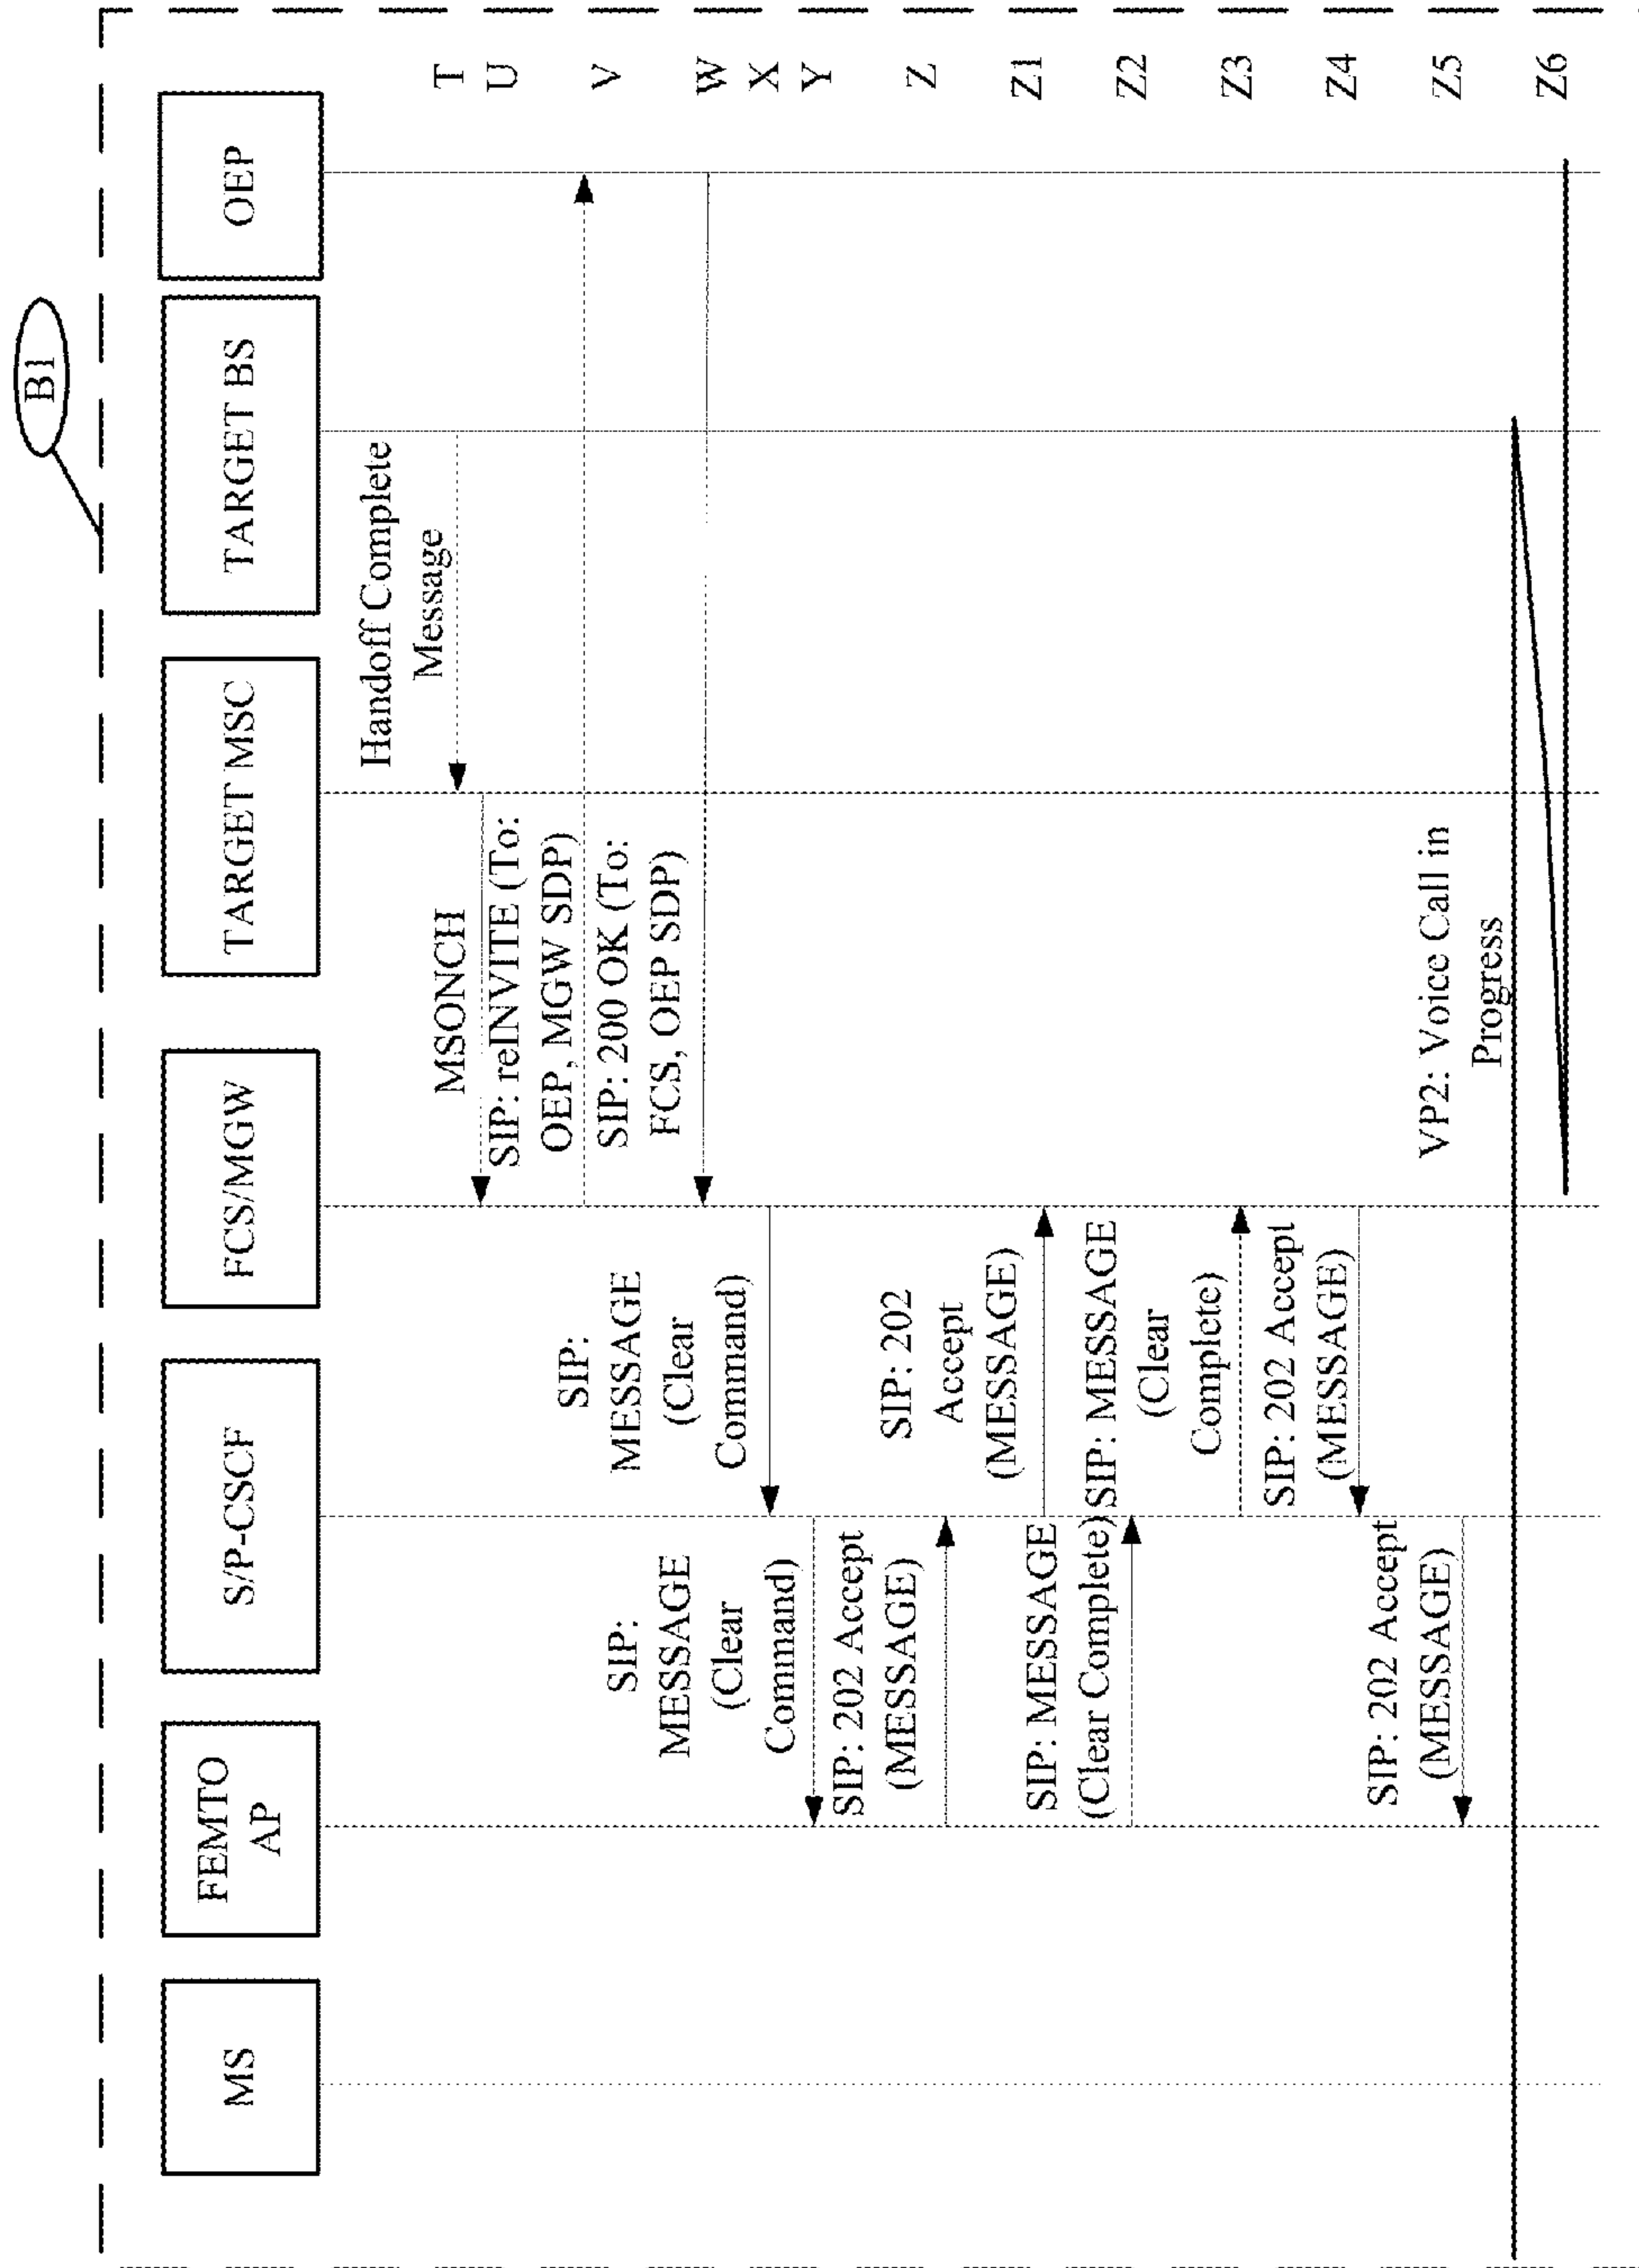 B1
MS
FEMTO
AP
S/P-CSCF
FCS/MGW
TARGET MSC
TARGET BS
OEP
Handoff Complete
Message
T
MSONCH
U
SIP: reINVITE (To:
OEP, MGW SDP)
V
SIP: 200 OK (To:
FCS, OEP SDP)
W
SIP:
MESSAGE
(Clear
Command)
X
SIP:
MESSAGE
(Clear
Command)
Y
SIP: 202 Accept
(MESSAGE)
Z
SIP: 202
Accept
(MESSAGE)
Z1
SIP: MESSAGE
(Clear Complete)
Z2
SIP: MESSAGE
(Clear
Complete)
Z3
SIP: 202 Accept
(MESSAGE)
Z4
SIP: 202 Accept
(MESSAGE)
Z5
VP2: Voice Call in
Progress
Z6